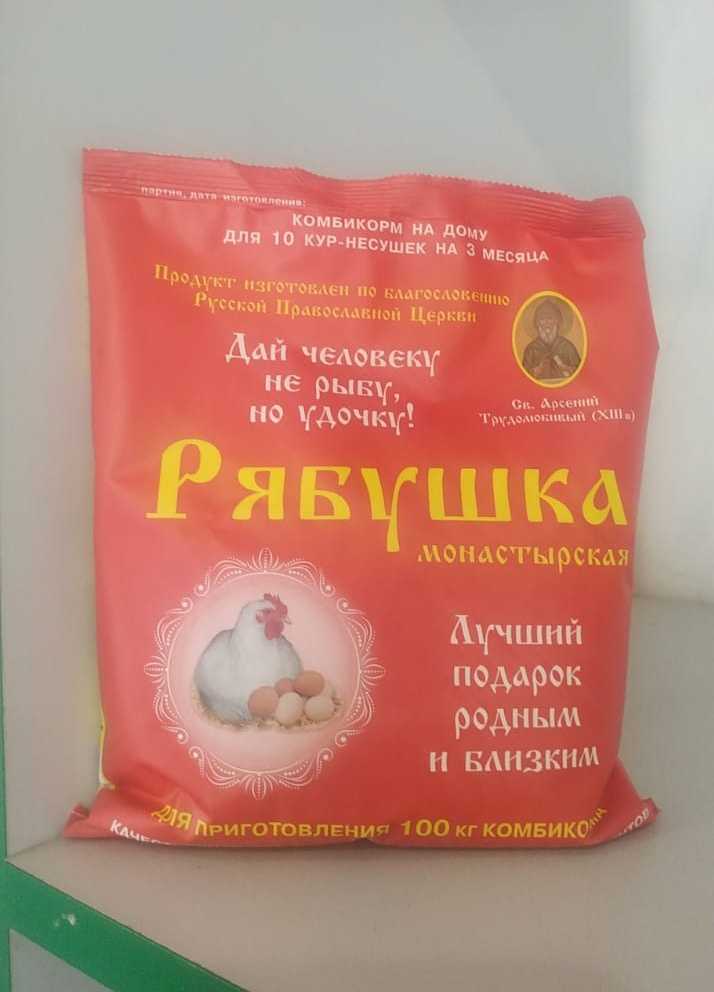 партия, дата изготовления:
КОМБИКОРМ НА ДОМУ
ДЛЯ 10 КУР-НЕСУШЕК НА 3 МЕСЯЦА
Продукт изготовлен по благословению
Русской Православной Церкви
Дай человеку
не рыбу,
но удочку!
Св. Арсений
Трудолюбивый (XIIIв)
Рябушка
монастырская
Лучший
подарок
родным
и близким
ДЛЯ ПРИГОТОВЛЕНИЯ 100 КГ